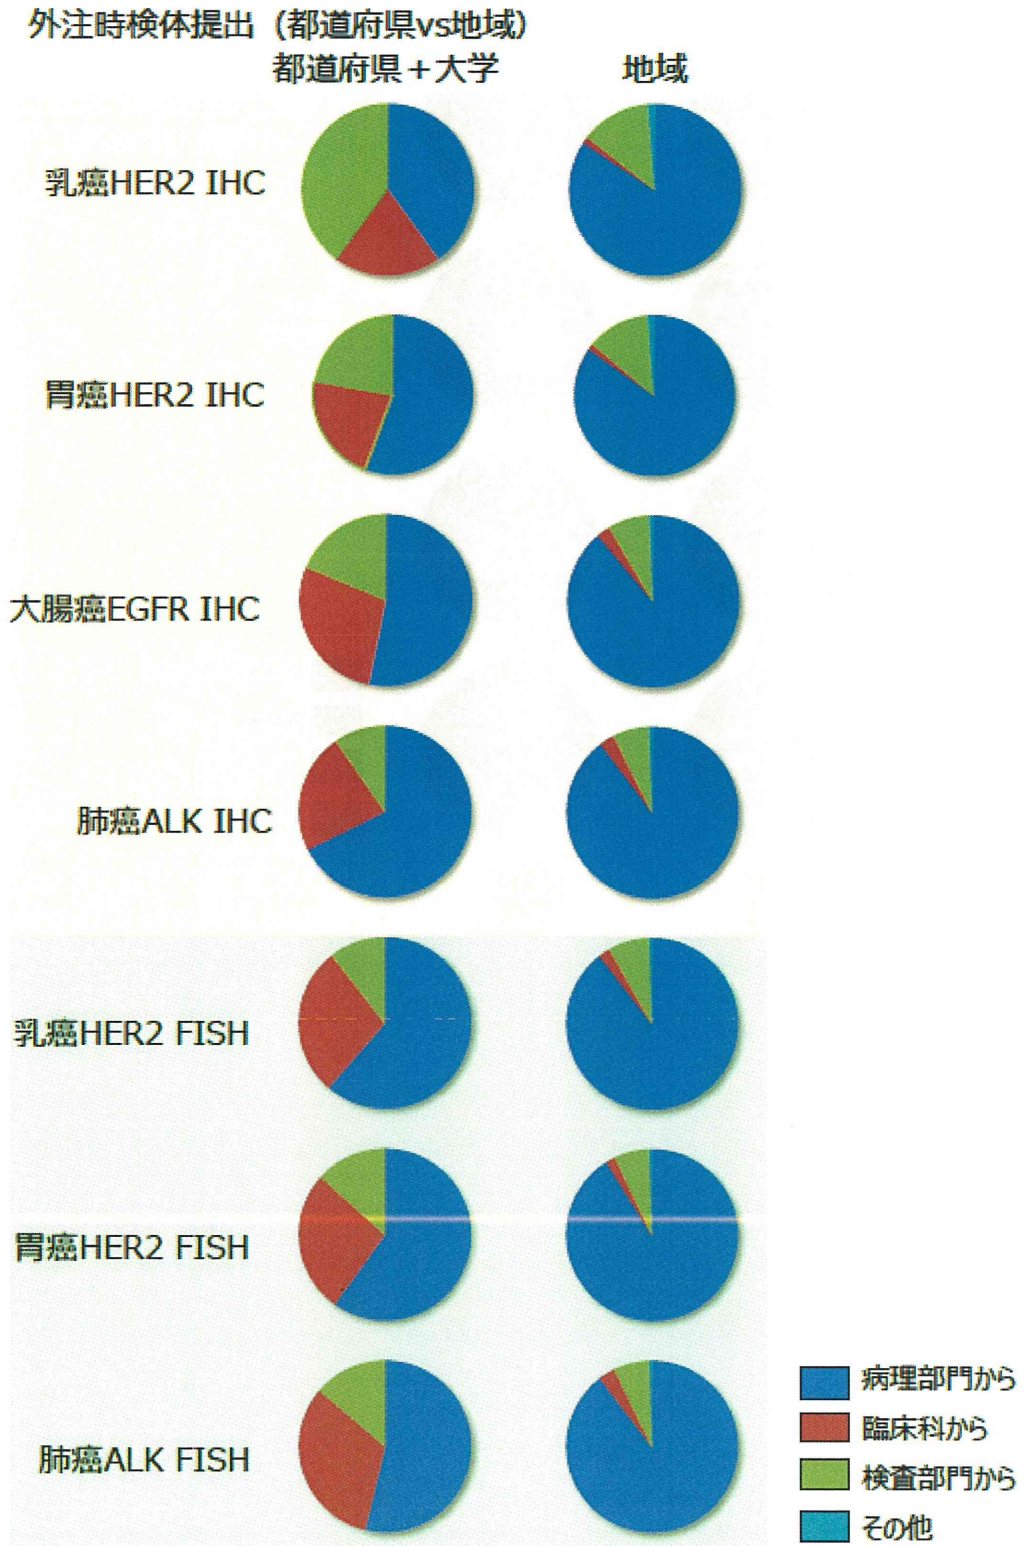 外注時検体提出（都道府県vs地域）
都道府県＋大学 地域
乳癌HER2 IHC
胃癌HER2 IHC
大腸癌EGFR IHC
肺癌ALK IHC
乳癌HER2 FISH
胃癌HER2 FISH
肺癌ALK FISH
病理部門から
臨床科から
検査部門から
その他